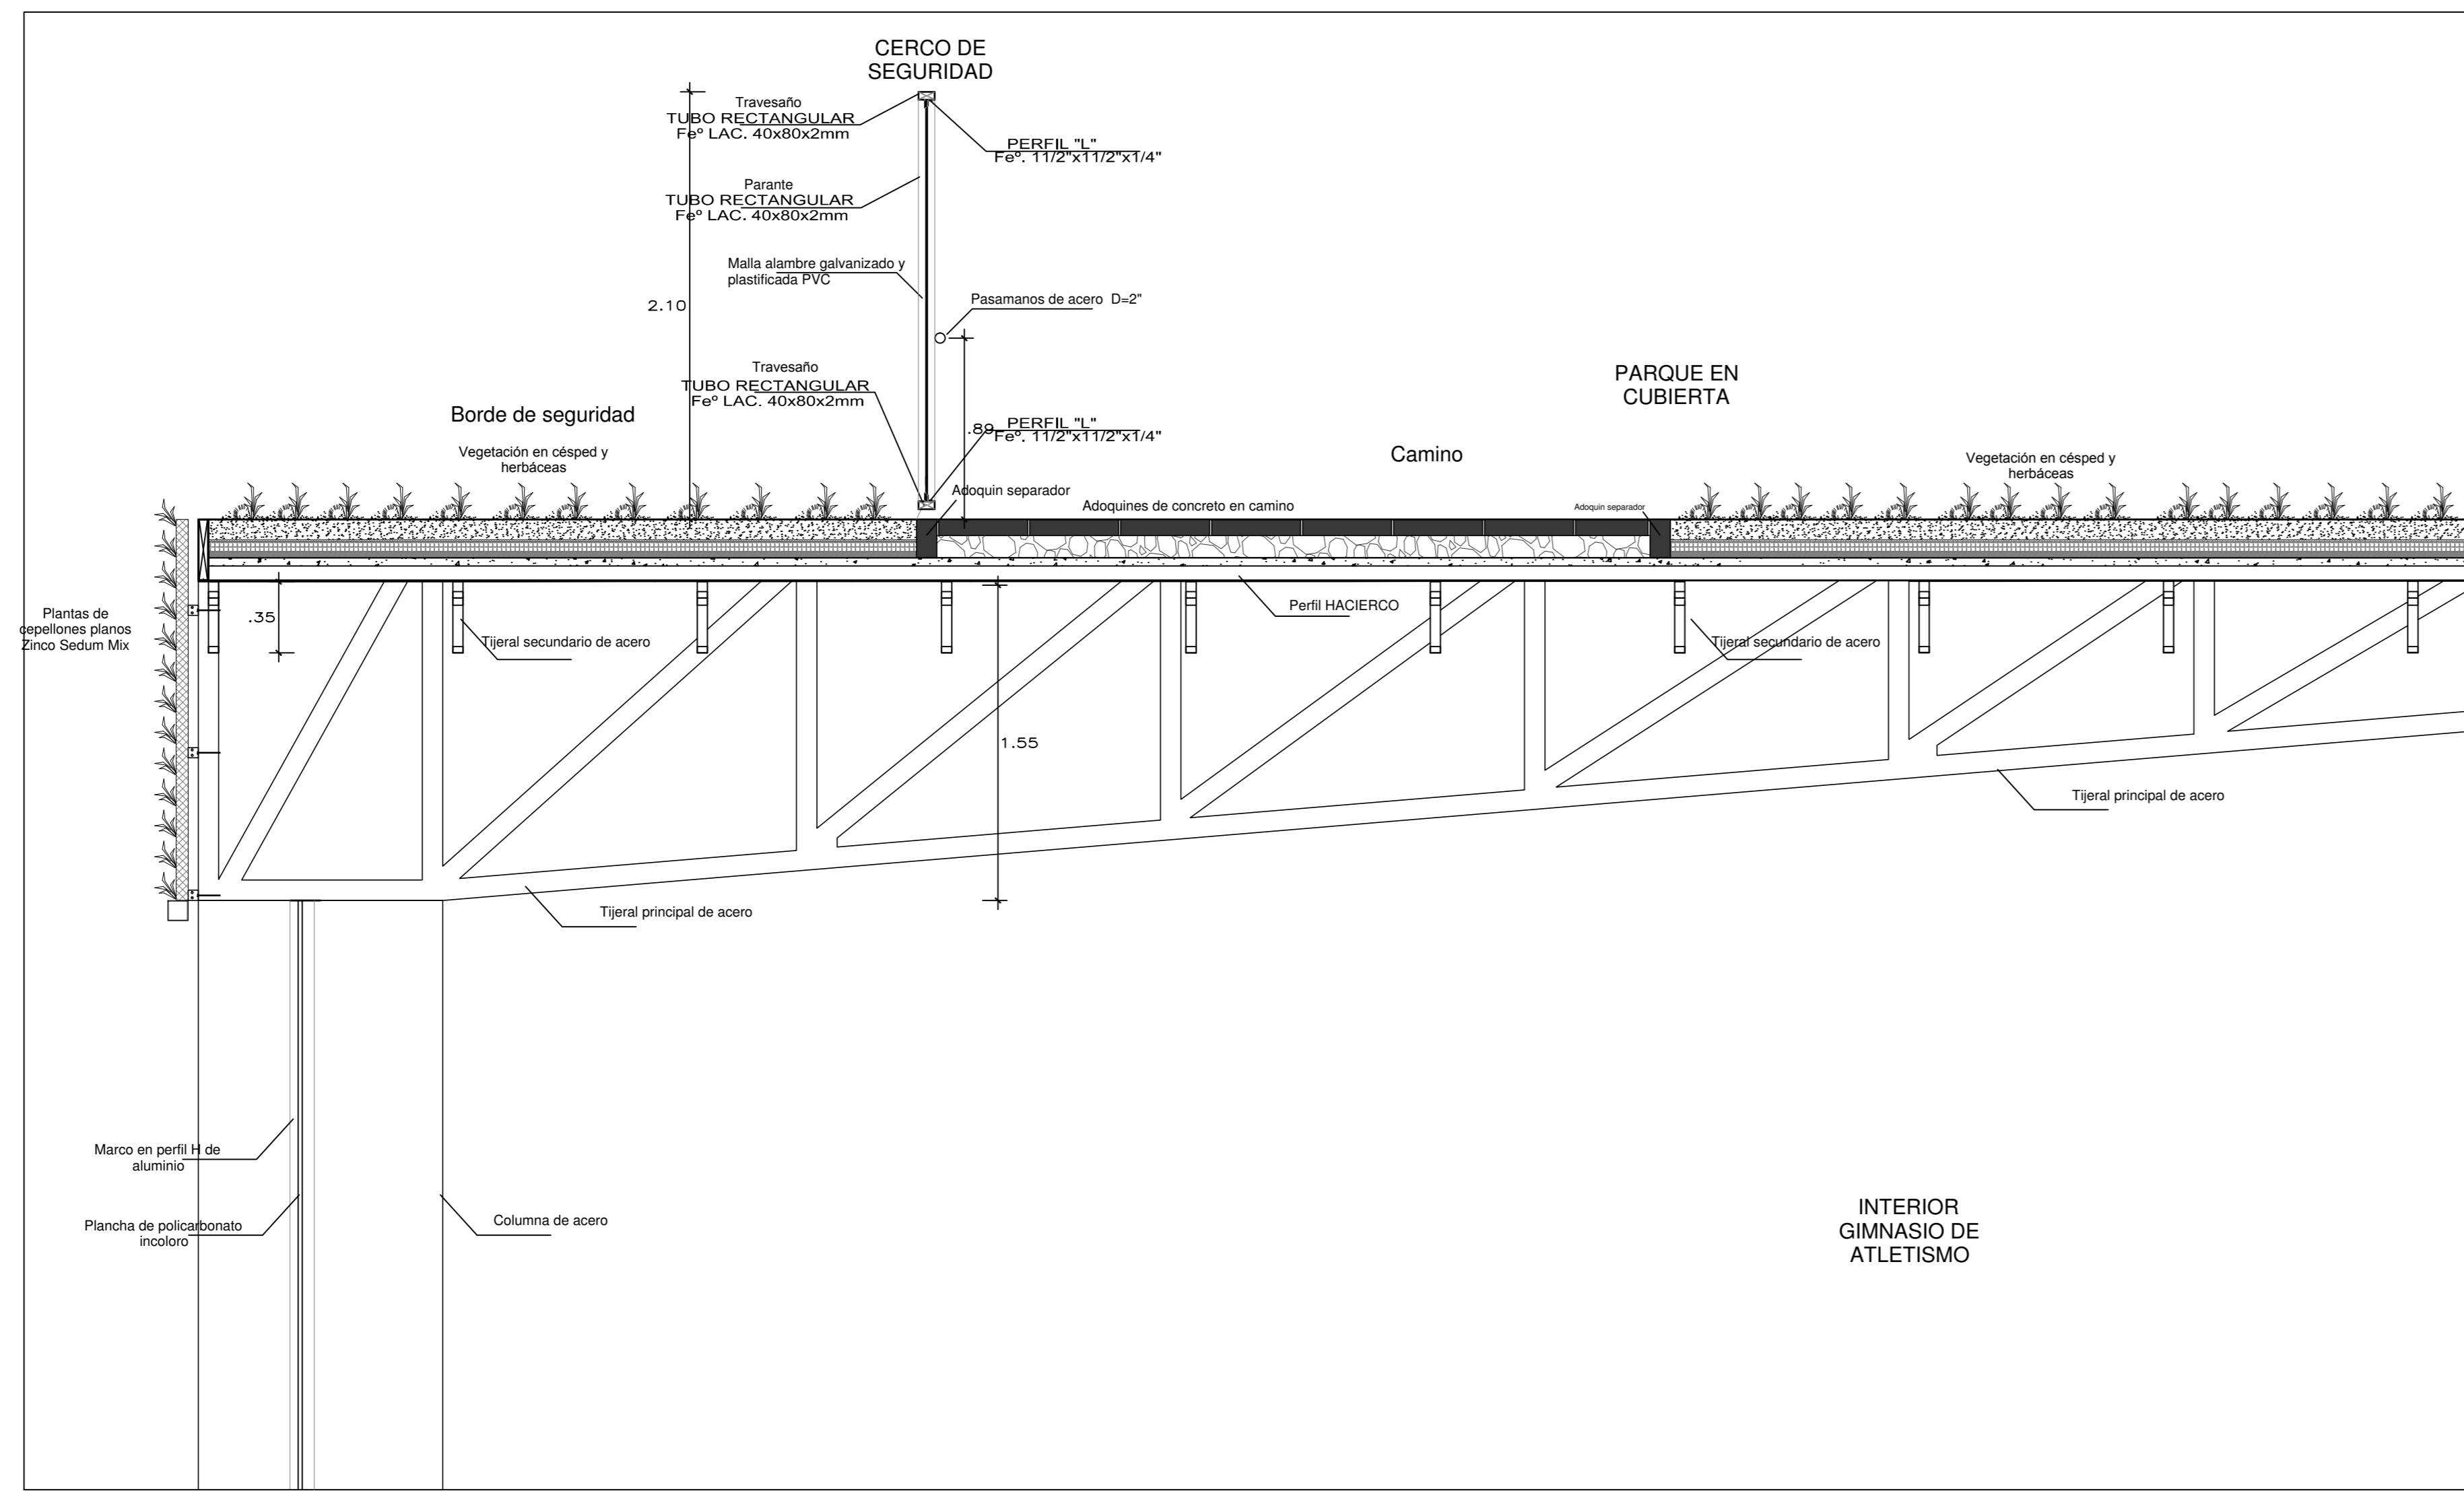 CERCO DE
SEGURIDAD
Travesaño
TUBO RECTANGULAR
Feº LAC. 40x80x2mm
PERFIL "L"
Feº. 11/2"x11/2"x1/4"
Parante
TUBO RECTANGULAR
Feº LAC. 40x80x2mm
Malla alambre galvanizado y
plastificada PVC
2.10
Pasamanos de acero D=2"
Travesaño
TUBO RECTANGULAR
Feº LAC. 40x80x2mm
.89
PERFIL "L"
Feº. 11/2"x11/2"x1/4"
PARQUE EN
CUBIERTA
Borde de seguridad
Vegetación en césped y
herbáceas
Camino
Vegetación en césped y
herbáceas
Adoquin separador
Adoquines de concreto en camino
Adoquin separador
Plantas de
cepellones planos
Zinco Sedum Mix
.35
Tijeral secundario de acero
Perfil HACIERCO
Tijeral secundario de acero
1.55
Tijeral principal de acero
Tijeral principal de acero
Marco en perfil H de
aluminio
Plancha de policarbonato
incoloro
Columna de acero
INTERIOR
GIMNASIO DE
ATLETISMO